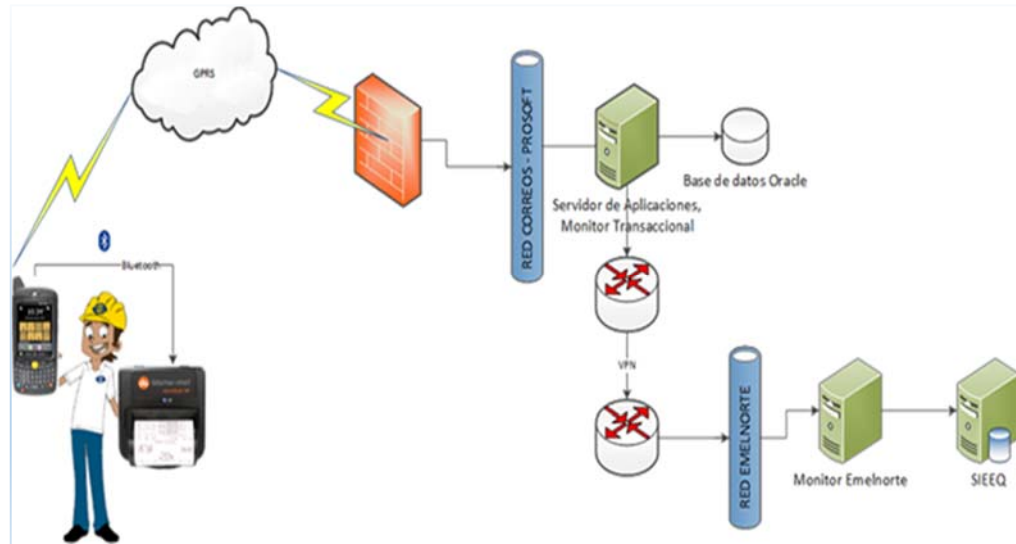 GPRS
RED CORREOS - PROSOFT
Base de datos Oracle
Servidor de Aplicaciones,
Monitor Transaccional
Bluetooth
VPN
RED EMELNORTE
Monitor Emelnorte
SIEEQ